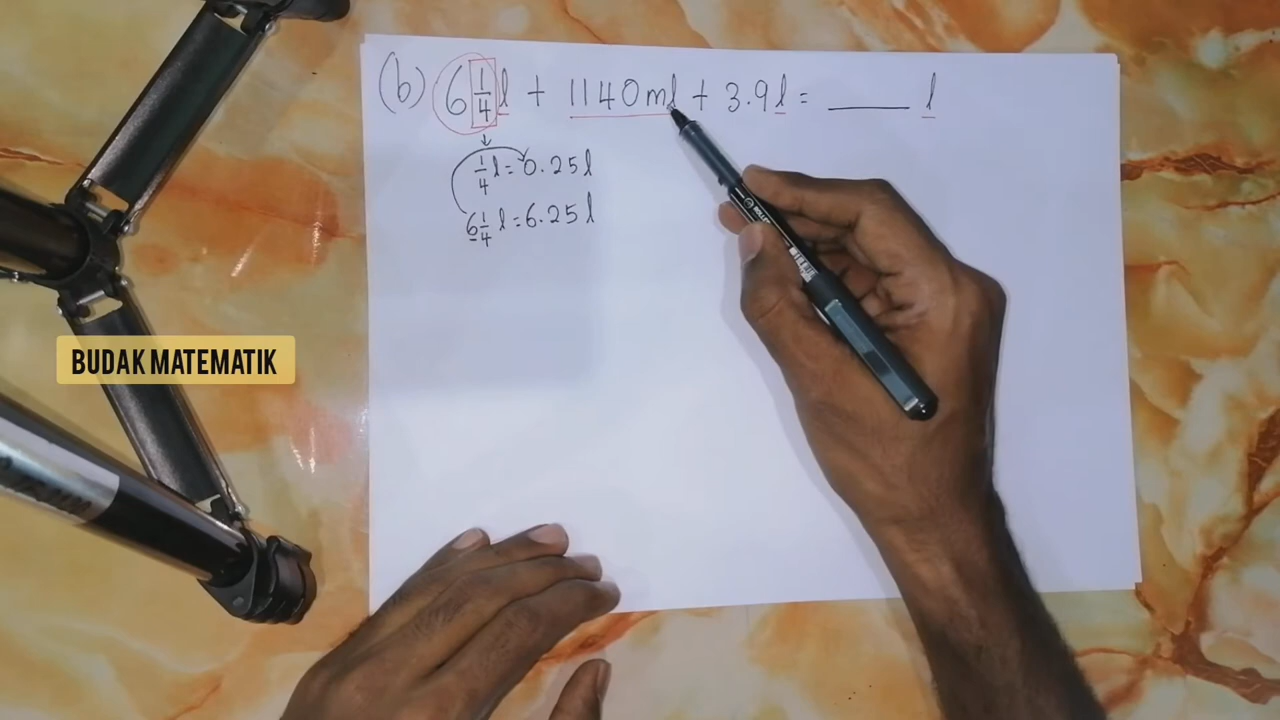 (b) 6 1/4 l + 1140 ml + 3.9 l = ____ l
1/4 l = 0.25 l
6 1/4 l = 6.25 l
BUDAK MATEMATIK